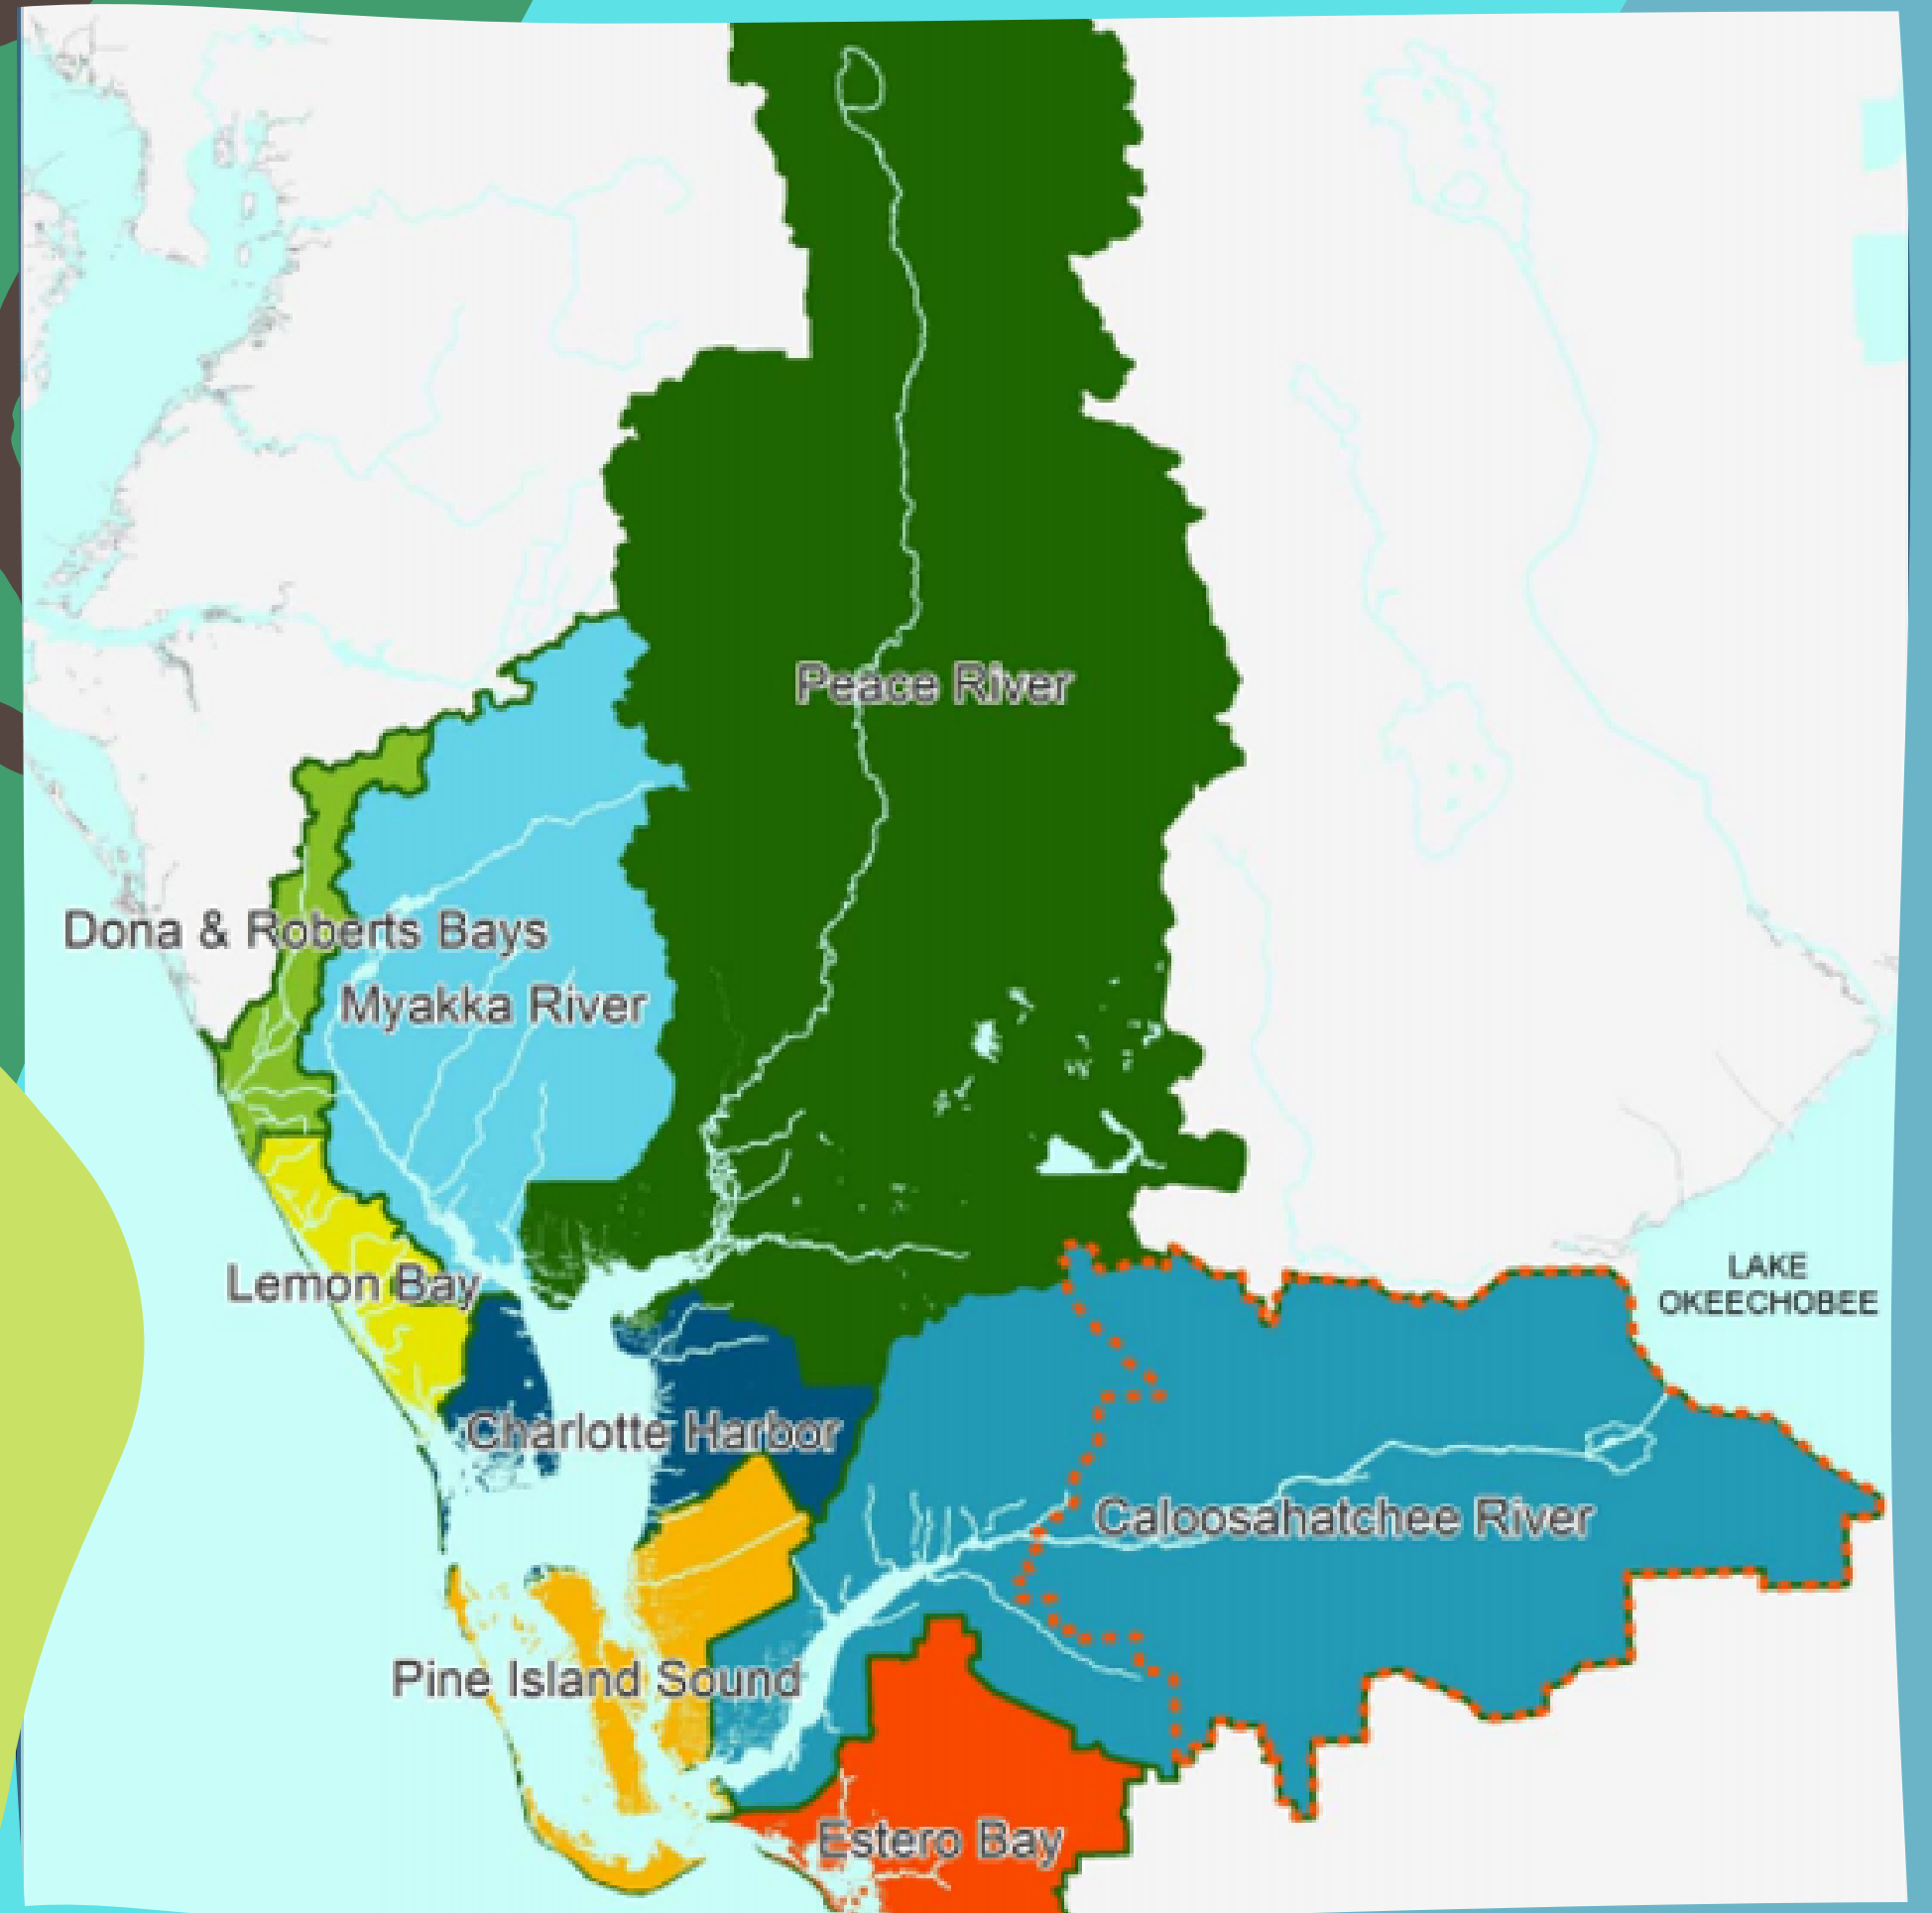 Peace River
Dona & Roberts Bays
Myakka River
Lemon Bay
LAKE
OKEECHOBEE
Charlotte Harbor
Caloosahatchee River
Pine Island Sound
Estero Bay